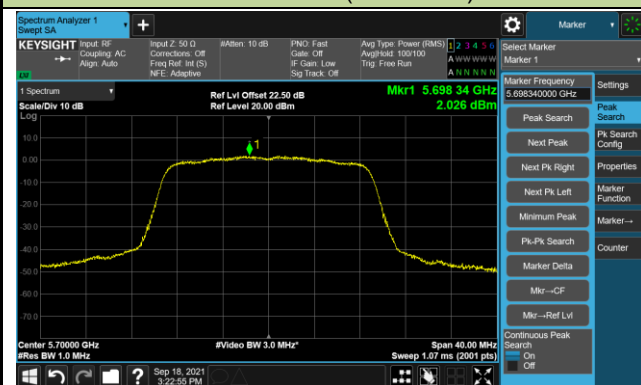 Spectrum Analyzer 1
Swept SA
Marker
KEYSIGHT
Input: RF
Coupling: AC
Align: Auto
Input Z: 50 Ω
Corrections: Off
Freq Ref: Int (S)
NFE: Adaptive
#Atten: 10 dB
PNO: Fast
Gate: Off
IF Gain: Low
Sig Track: Off
Avg Type: Power (RMS)
Avg|Hold: 100/100
Trig: Free Run
1 2 3 4 5 6
A W W W W W
A N N N N N
LXI
Select Marker
Marker 1
Marker Frequency
5.698340000 GHz
Peak Search
Next Peak
Next Pk Right
Next Pk Left
Minimum Peak
Pk-Pk Search
Marker Delta
Mkr→CF
Mkr→Ref Lvl
Continuous Peak
Search
On
Off
Settings
Peak
Search
Pk Search
Config
Properties
Marker
Function
Marker→
Counter
1 Spectrum
Scale/Div 10 dB
Log
Ref Lvl Offset 22.50 dB
Ref Level 20.00 dBm
Mkr1 5.698 34 GHz
2.026 dBm
1
10.0
0.00
-10.0
-20.0
-30.0
-40.0
-50.0
-60.0
-70.0
Center 5.70000 GHz
#Res BW 1.0 MHz
#Video BW 3.0 MHz*
Span 40.00 MHz
Sweep 1.07 ms (2001 pts)
?
Sep 18, 2021
3:22:55 PM